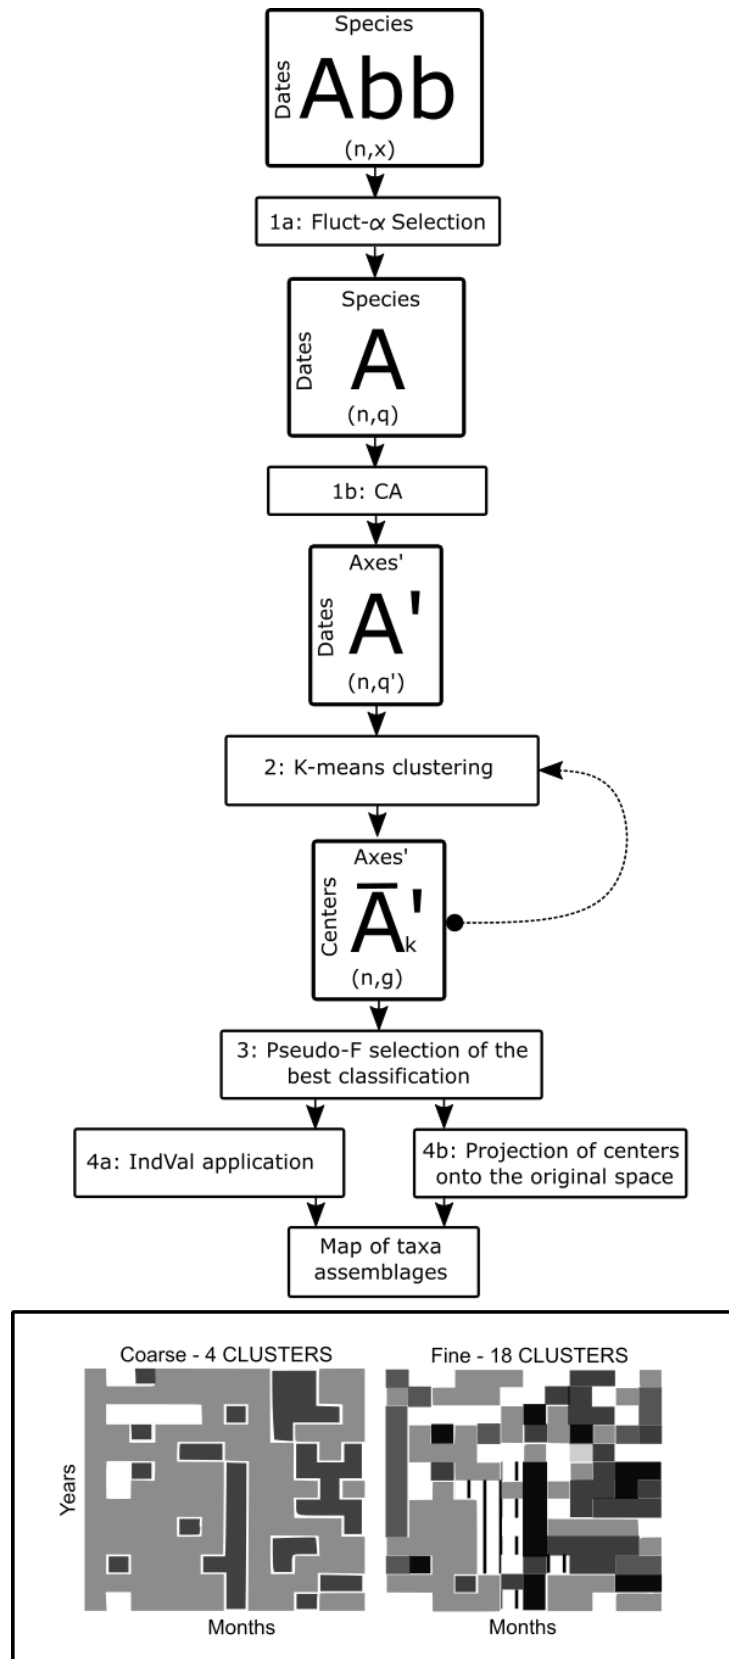 Species
Dates
Abb
(n,x)
1a: Fluct-α Selection
Species
Dates
A
(n,q)
1b: CA
Axes'
Dates
A'
(n,q')
2: K-means clustering
Axes'
Centers
A̅'k
(n,g)
3: Pseudo-F selection of the
best classification
4a: IndVal application
4b: Projection of centers
onto the original space
Map of taxa
assemblages
Coarse - 4 CLUSTERS
Fine - 18 CLUSTERS
Years
Months
Months